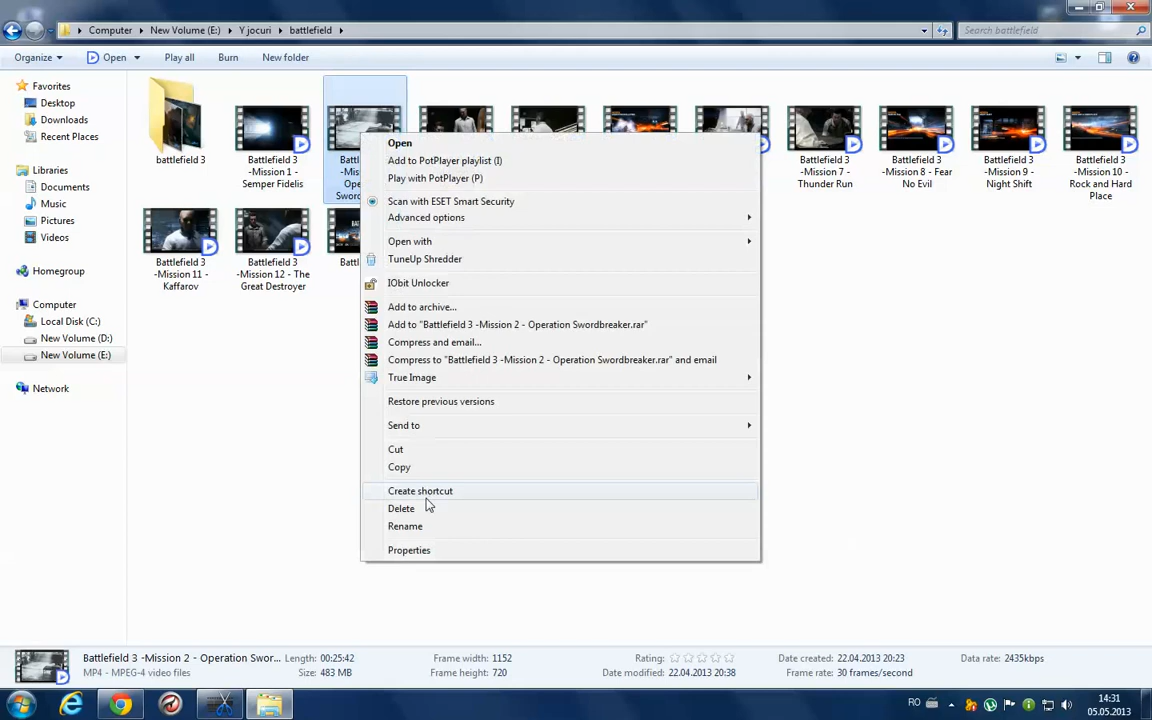 Computer ▸ New Volume (E:) ▸ Y jocuri ▸ battlefield ▸
Search battlefield
Organize Open Play all Burn New folder
Favorites
Desktop
Downloads
Recent Places
Libraries
Documents
Music
Pictures
Videos
Homegroup
Computer
Local Disk (C:)
New Volume (D:)
New Volume (E:)
Network
battlefield 3
Battlefield 3
-Mission 1 -
Semper Fidelis
Battlefield 3
-Mission 7 -
Thunder Run
Battlefield 3
-Mission 8 - Fear
No Evil
Battlefield 3
-Mission 9 -
Night Shift
Battlefield 3
-Mission 10 -
Rock and Hard
Place
Battlefield 3
-Mission 11 -
Kaffarov
Battlefield 3
-Mission 12 - The
Great Destroyer
Open
Add to PotPlayer playlist (I)
Play with PotPlayer (P)
Scan with ESET Smart Security
Advanced options
Open with
TuneUp Shredder
IObit Unlocker
Add to archive...
Add to "Battlefield 3 -Mission 2 - Operation Swordbreaker.rar"
Compress and email...
Compress to "Battlefield 3 -Mission 2 - Operation Swordbreaker.rar" and email
True Image
Restore previous versions
Send to
Cut
Copy
Create shortcut
Delete
Rename
Properties
Battlefield 3 -Mission 2 - Operation Swor... Length: 00:25:42 Frame width: 1152 Rating: Date created: 22.04.2013 20:23 Data rate: 2435kbps
MP4 - MPEG-4 video files Size: 483 MB Frame height: 720 Date modified: 22.04.2013 20:38 Frame rate: 30 frames/second
RO
14:31
05.05.2013